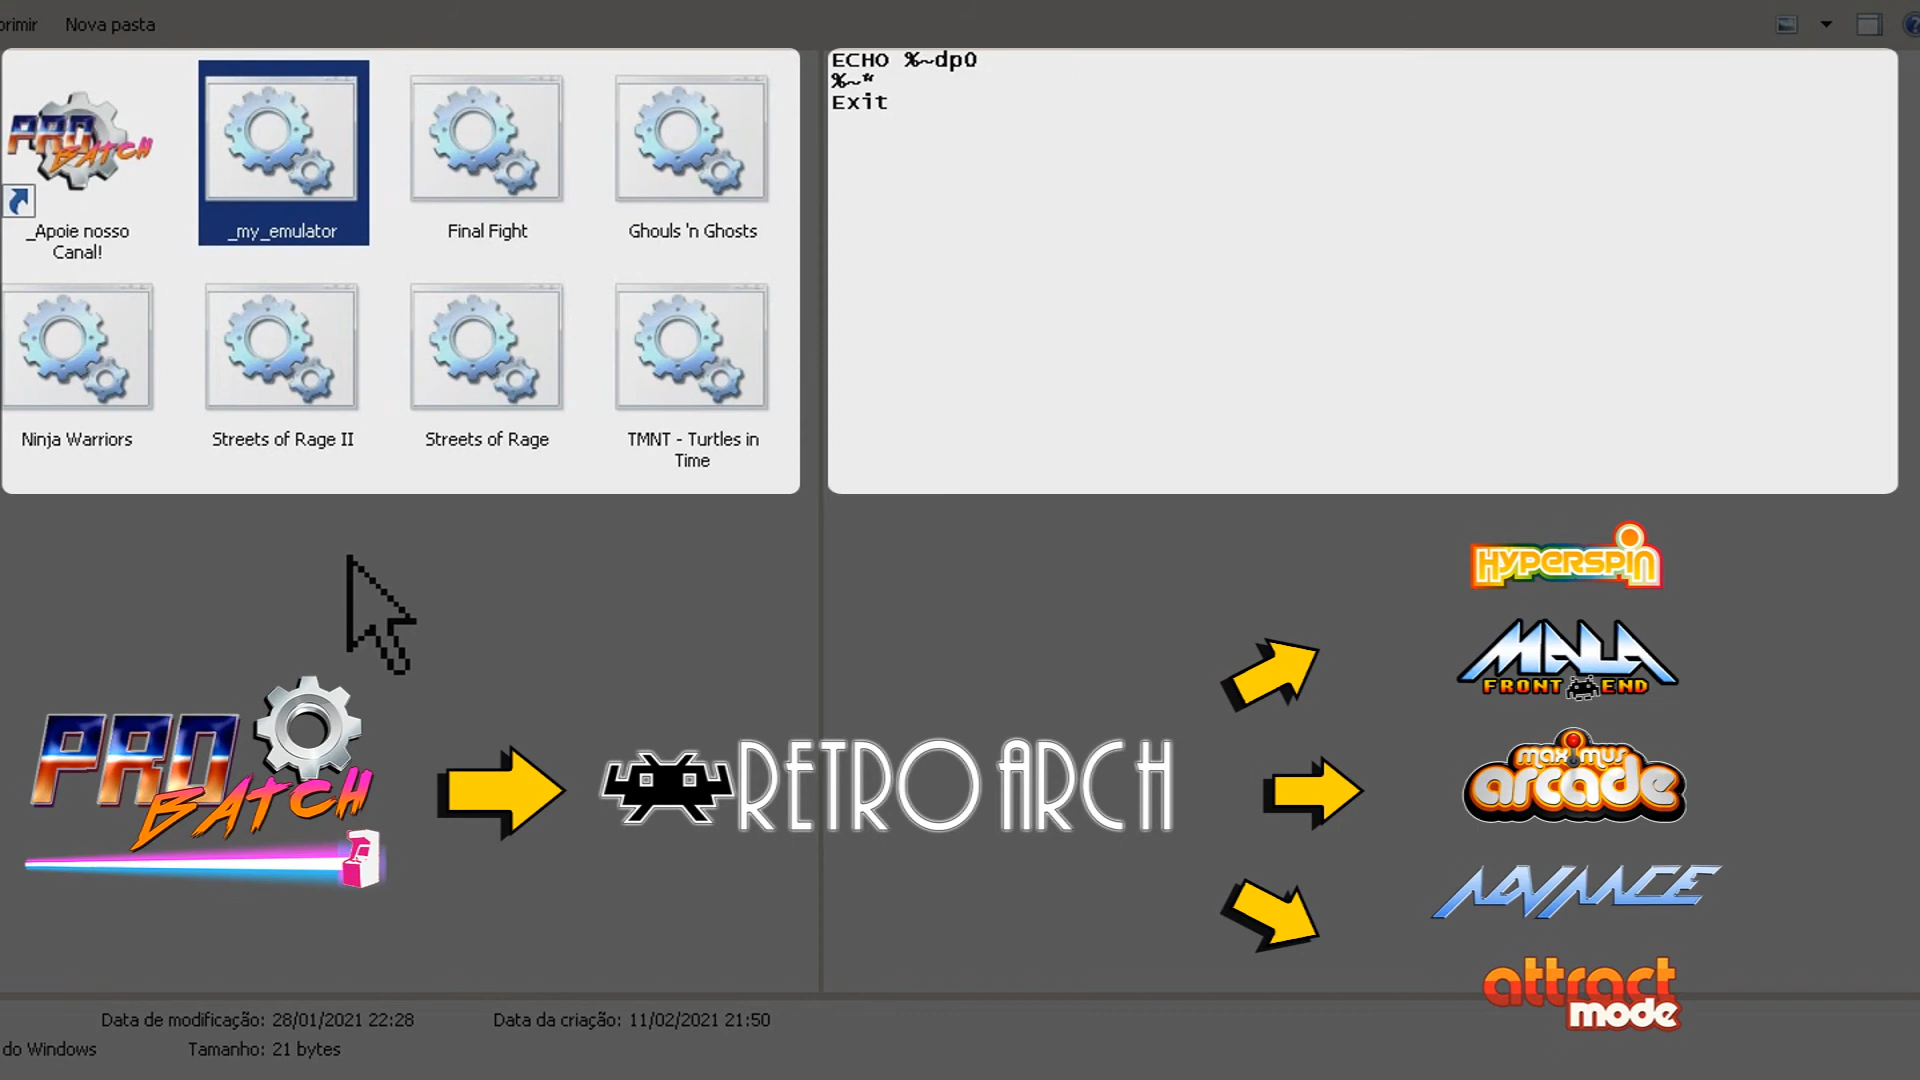 Nova pasta
ECHO %~dp0
%~*
Exit
PRO
BATCH
_Apoie nosso
Canal!
_my_emulator
Final Fight
Ghouls 'n Ghosts
Ninja Warriors
Streets of Rage II
Streets of Rage
TMNT - Turtles in
Time
HYPERSPIN
MALA
FRONT END
PRO
BATCH
RETROARCH
maximus
arcade
ADVANCE
attract
mode
Data de modificação: 28/01/2021 22:28
Data da criação: 11/02/2021 21:50
do Windows
Tamanho: 21 bytes